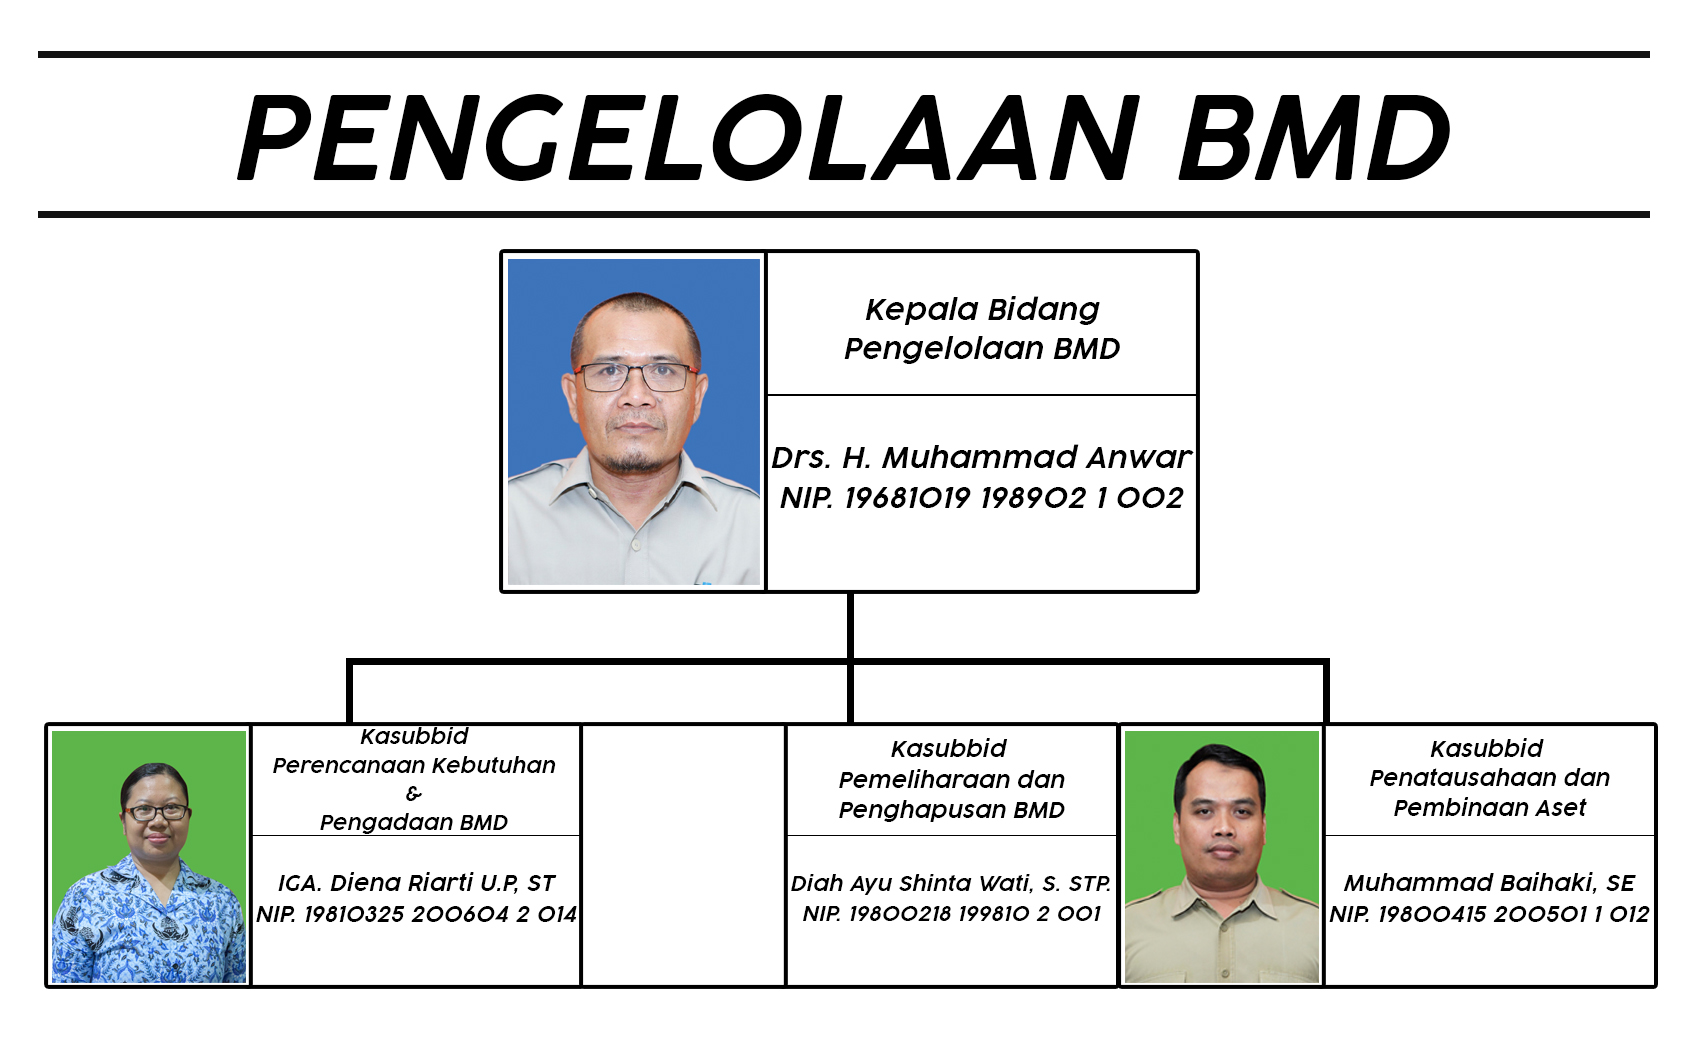 PENGELOLAAN BMD
Kepala Bidang
Pengelolaan BMD
Drs. H. Muhammad Anwar
NIP. 19681019 198902 1 002
Kasubbid
Perencanaan Kebutuhan
&
Pengadaan BMD
IGA. Diena Riarti U.P, ST
NIP. 19810325 200604 2 014
Kasubbid
Pemeliharaan dan
Penghapusan BMD
Diah Ayu Shinta Wati, S. STP.
NIP. 19800218 199810 2 001
Kasubbid
Penatausahaan dan
Pembinaan Aset
Muhammad Baihaki, SE
NIP. 19800415 200501 1 012